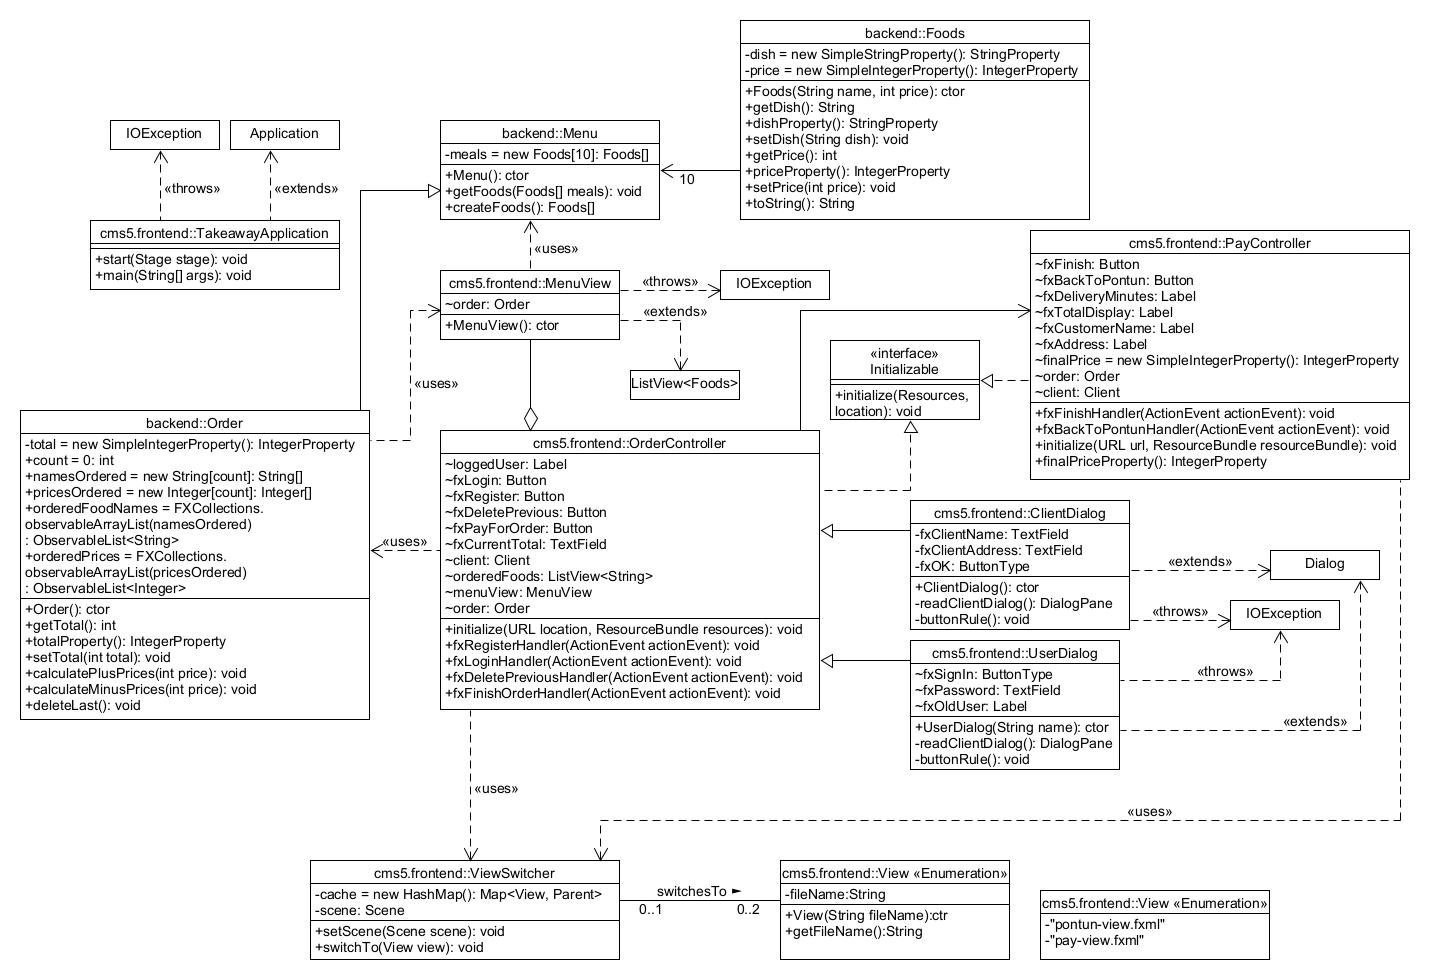 backend::Foods
-dish = new SimpleStringProperty(): StringProperty
-price = new SimpleIntegerProperty(): IntegerProperty
+Foods(String name, int price): ctor
+getDish(): String
+dishProperty(): StringProperty
+setDish(String dish): void
+getPrice(): int
+priceProperty(): IntegerProperty
+setPrice(int price): void
+toString(): String
IOException
Application
«throws»
«extends»
cms5.frontend::TakeawayApplication
+start(Stage stage): void
+main(String[] args): void
backend::Menu
-meals = new Foods[10]: Foods[]
+Menu(): ctor
+getFoods(Foods[] meals): void
+createFoods(): Foods[]
10
«uses»
cms5.frontend::MenuView
~order: Order
+MenuView(): ctor
«throws»
IOException
«extends»
ListView<Foods>
«uses»
cms5.frontend::PayController
~fxFinish: Button
~fxBackToPontun: Button
~fxDeliveryMinutes: Label
~fxTotalDisplay: Label
~fxCustomerName: Label
~fxAddress: Label
~finalPrice = new SimpleIntegerProperty(): IntegerProperty
~order: Order
~client: Client
+fxFinishHandler(ActionEvent actionEvent): void
+fxBackToPontunHandler(ActionEvent actionEvent): void
+initialize(URL url, ResourceBundle resourceBundle): void
+finalPriceProperty(): IntegerProperty
«interface»
Initializable
+initialize(Resources,
location): void
backend::Order
-total = new SimpleIntegerProperty(): IntegerProperty
+count = 0: int
+namesOrdered = new String[count]: String[]
+pricesOrdered = new Integer[count]: Integer[]
+orderedFoodNames = FXCollections.
observableArrayList(namesOrdered)
: ObservableList<String>
+orderedPrices = FXCollections.
observableArrayList(pricesOrdered)
: ObservableList<Integer>
+Order(): ctor
+getTotal(): int
+totalProperty(): IntegerProperty
+setTotal(int total): void
+calculatePlusPrices(int price): void
+calculateMinusPrices(int price): void
+deleteLast(): void
«uses»
cms5.frontend::OrderController
~loggedUser: Label
~fxLogin: Button
~fxRegister: Button
~fxDeletePrevious: Button
~fxPayForOrder: Button
~fxCurrentTotal: TextField
~client: Client
~orderedFoods: ListView<String>
~menuView: MenuView
~order: Order
+initialize(URL location, ResourceBundle resources): void
+fxRegisterHandler(ActionEvent actionEvent): void
+fxLoginHandler(ActionEvent actionEvent): void
+fxDeletePreviousHandler(ActionEvent actionEvent): void
+fxFinishOrderHandler(ActionEvent actionEvent): void
cms5.frontend::ClientDialog
-fxClientName: TextField
-fxClientAddress: TextField
-fxOK: ButtonType
+ClientDialog(): ctor
-readClientDialog(): DialogPane
-buttonRule(): void
«extends»
Dialog
«throws»
IOException
cms5.frontend::UserDialog
~fxSignIn: ButtonType
~fxPassword: TextField
~fxOldUser: Label
+UserDialog(String name): ctor
-readClientDialog(): DialogPane
-buttonRule(): void
«throws»
«extends»
«uses»
«uses»
cms5.frontend::ViewSwitcher
-cache = new HashMap(): Map<View, Parent>
-scene: Scene
+setScene(Scene scene): void
+switchTo(View view): void
switchesTo ►
0..1
0..2
cms5.frontend::View «Enumeration»
-fileName:String
+View(String fileName):ctr
+getFileName():String
cms5.frontend::View «Enumeration»
-"pontun-view.fxml"
-"pay-view.fxml"